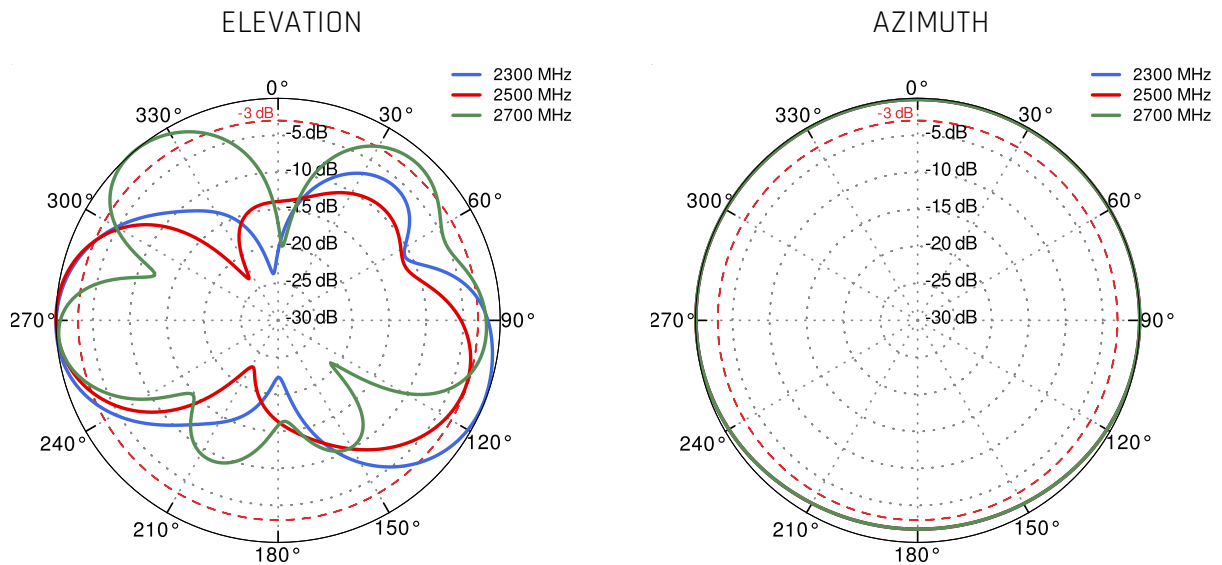 ELEVATION
AZIMUTH
2300 MHz
2500 MHz
2700 MHz
0°
30°
60°
90°
120°
150°
180°
210°
240°
270°
300°
330°
-3 dB
-5 dB
-10 dB
-15 dB
-20 dB
-25 dB
-30 dB
2300 MHz
2500 MHz
2700 MHz
0°
30°
60°
90°
120°
150°
180°
210°
240°
270°
300°
330°
-3 dB
-5 dB
-10 dB
-15 dB
-20 dB
-25 dB
-30 dB